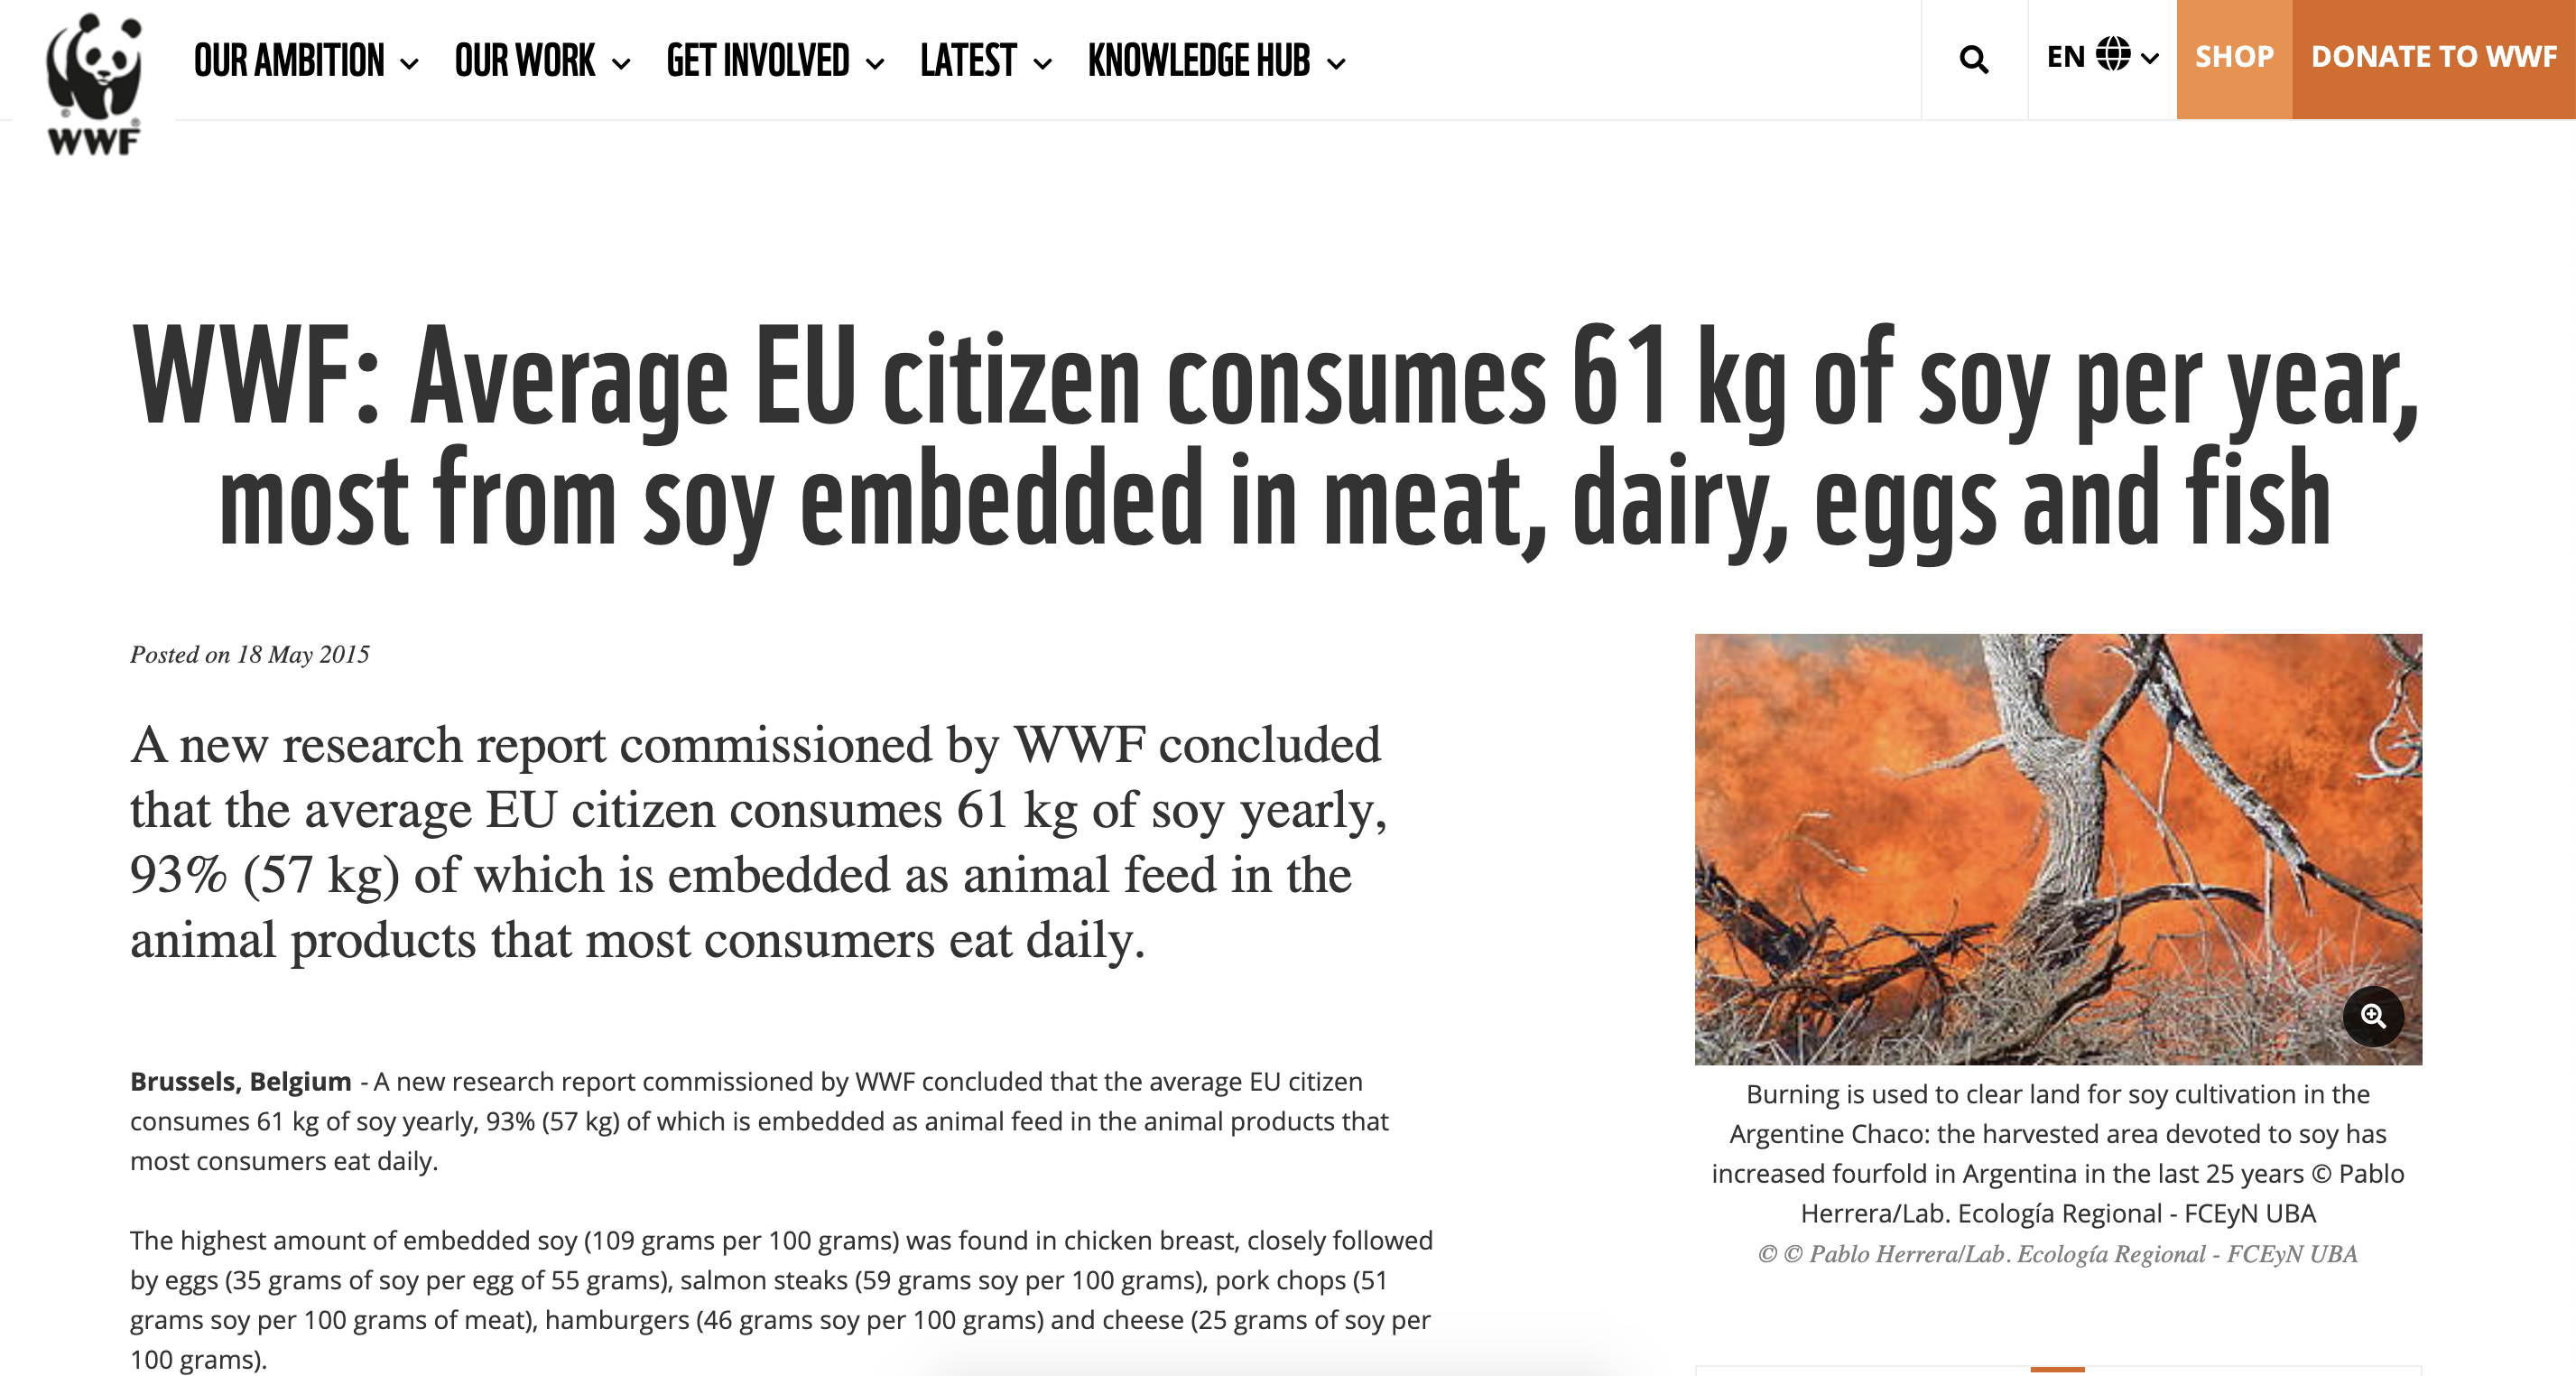 OUR AMBITION OUR WORK GET INVOLVED LATEST KNOWLEDGE HUB EN SHOP DONATE TO WWF
© ®
WWF
WWF: Average EU citizen consumes 61 kg of soy per year,
most from soy embedded in meat, dairy, eggs and fish
Posted on 18 May 2015
A new research report commissioned by WWF concluded
that the average EU citizen consumes 61 kg of soy yearly,
93% (57 kg) of which is embedded as animal feed in the
animal products that most consumers eat daily.
Brussels, Belgium - A new research report commissioned by WWF concluded that the average EU citizen
consumes 61 kg of soy yearly, 93% (57 kg) of which is embedded as animal feed in the animal products that
most consumers eat daily.
The highest amount of embedded soy (109 grams per 100 grams) was found in chicken breast, closely followed
by eggs (35 grams of soy per egg of 55 grams), salmon steaks (59 grams soy per 100 grams), pork chops (51
grams soy per 100 grams of meat), hamburgers (46 grams soy per 100 grams) and cheese (25 grams of soy per
100 grams).
Burning is used to clear land for soy cultivation in the
Argentine Chaco: the harvested area devoted to soy has
increased fourfold in Argentina in the last 25 years © Pablo
Herrera/Lab. Ecología Regional - FCEyN UBA
© © Pablo Herrera/Lab. Ecología Regional - FCEyN UBA